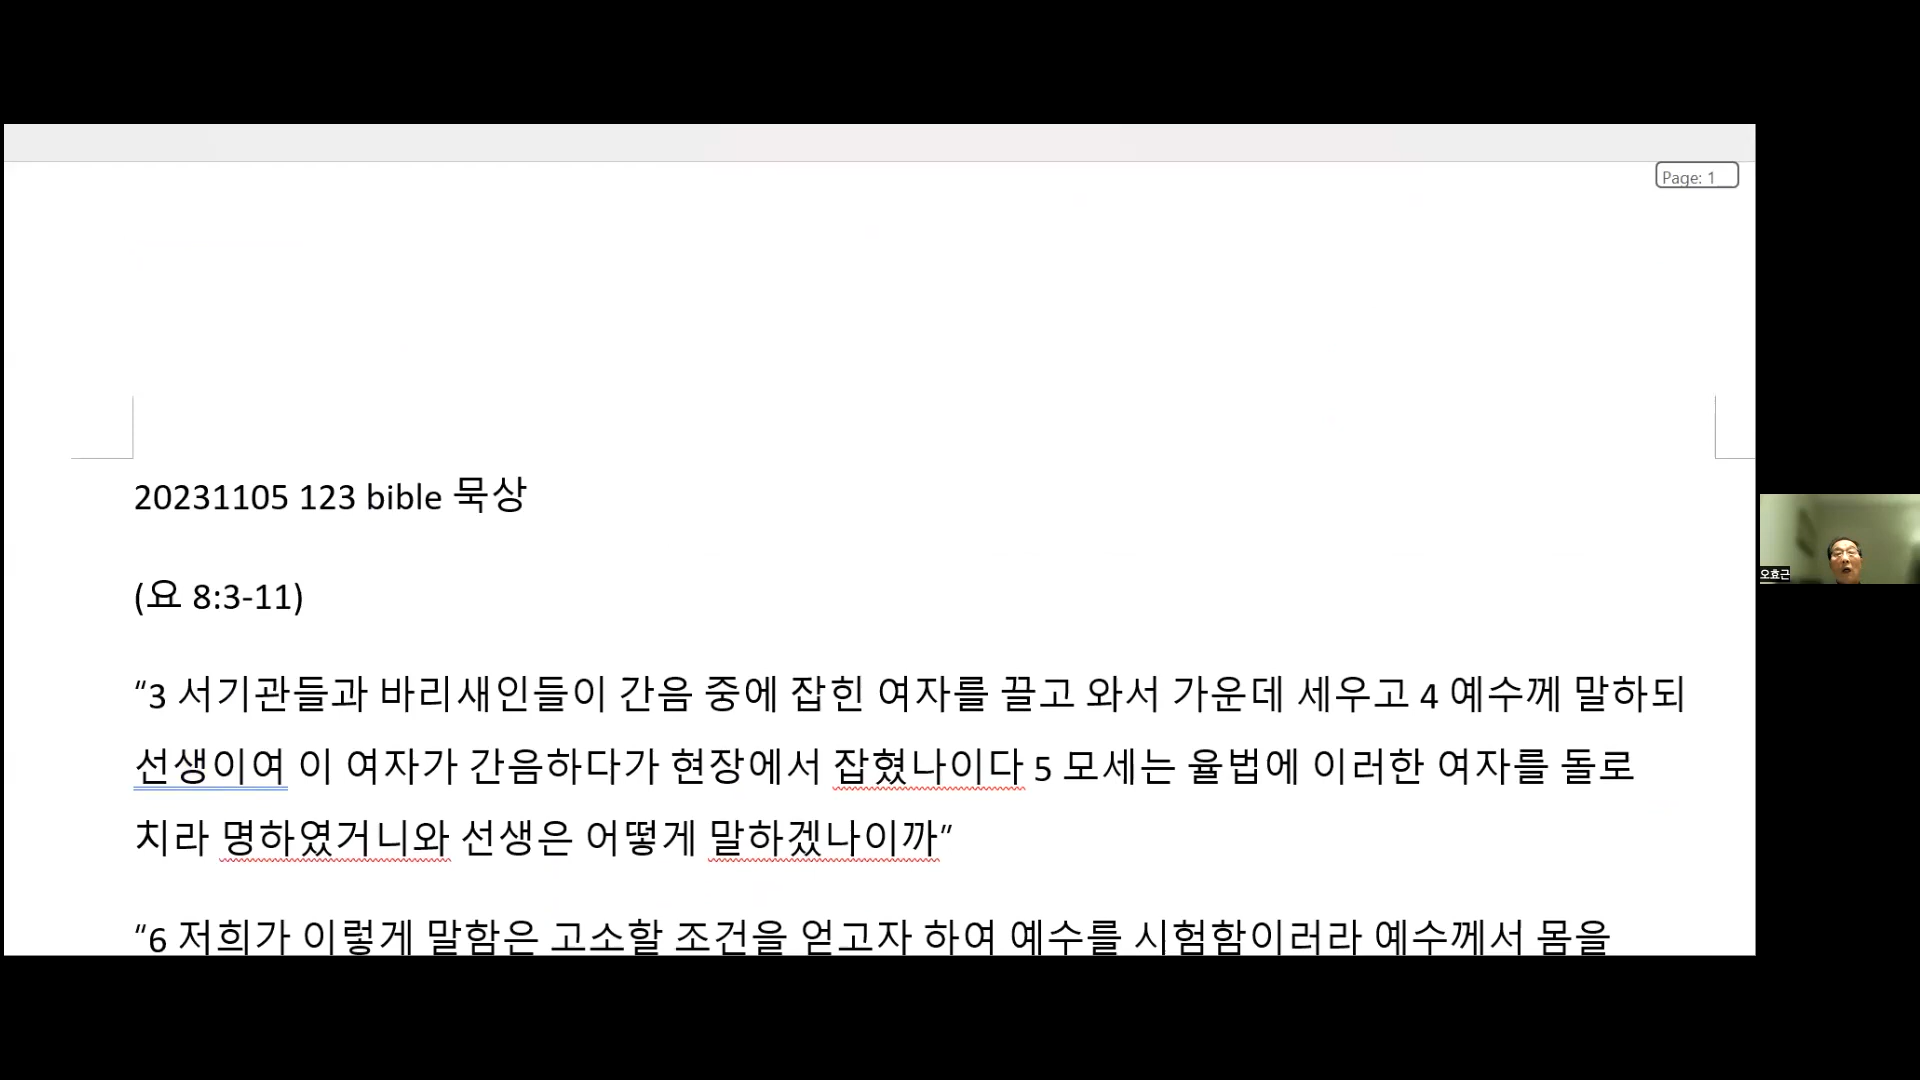 Page: 1
20231105 123 bible 묵상
(요 8:3-11)
“3 서기관들과 바리새인들이 간음 중에 잡힌 여자를 끌고 와서 가운데 세우고 4 예수께 말하되
선생이여 이 여자가 간음하다가 현장에서 잡혔나이다 5 모세는 율법에 이러한 여자를 돌로
치라 명하였거니와 선생은 어떻게 말하겠나이까”
“6 저희가 이렇게 말함은 고소할 조건을 얻고자 하여 예수를 시험함이러라 예수께서 몸을
오효근